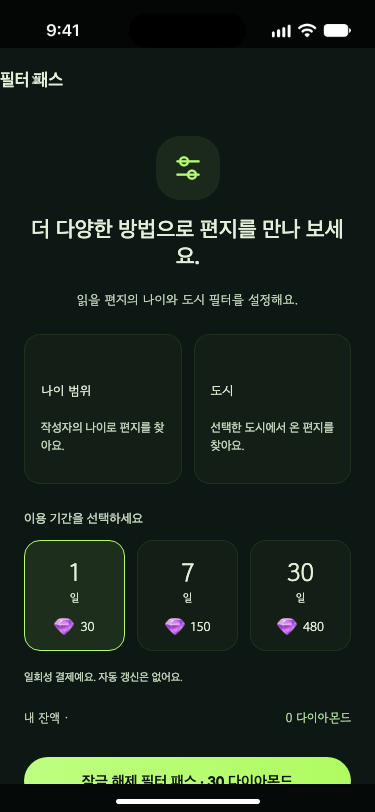 9:41
필터 패스
더 다양한 방법으로 편지를 만나 보세
요.
읽을 편지의 나이와 도시 필터를 설정해요.
나이 범위
작성자의 나이로 편지를 찾
아요.
도시
선택한 도시에서 온 편지를
찾아요.
이용 기간을 선택하세요
1
일
30
7
일
150
30
일
480
일회성 결제예요. 자동 갱신은 없어요.
내 잔액 ·
0 다이아몬드
잠금 해제 필터 패스 · 30 다이아몬드